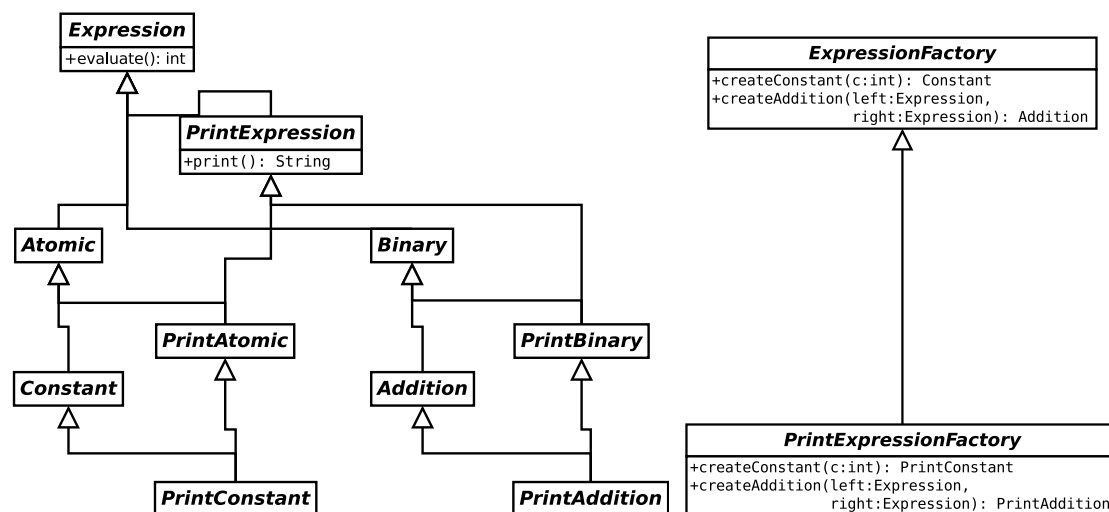 Expression
+evaluate(): int
PrintExpression
+print(): String
Atomic
Binary
PrintAtomic
PrintBinary
Constant
Addition
PrintConstant
PrintAddition
ExpressionFactory
+createConstant(c:int): Constant
+createAddition(left:Expression,
right:Expression): Addition
PrintExpressionFactory
+createConstant(c:int): PrintConstant
+createAddition(left:Expression,
right:Expression): PrintAddition